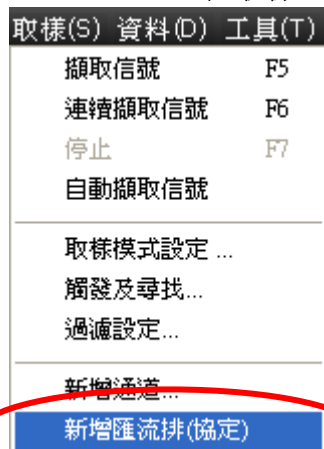 取樣(S) 資料(D) 工具(T)
擷取信號 F5
連續擷取信號 F6
停止 F7
自動擷取信號
取樣模式設定 ...
觸發及尋找...
過濾設定...
新增通道...
新增匯流排(協定)